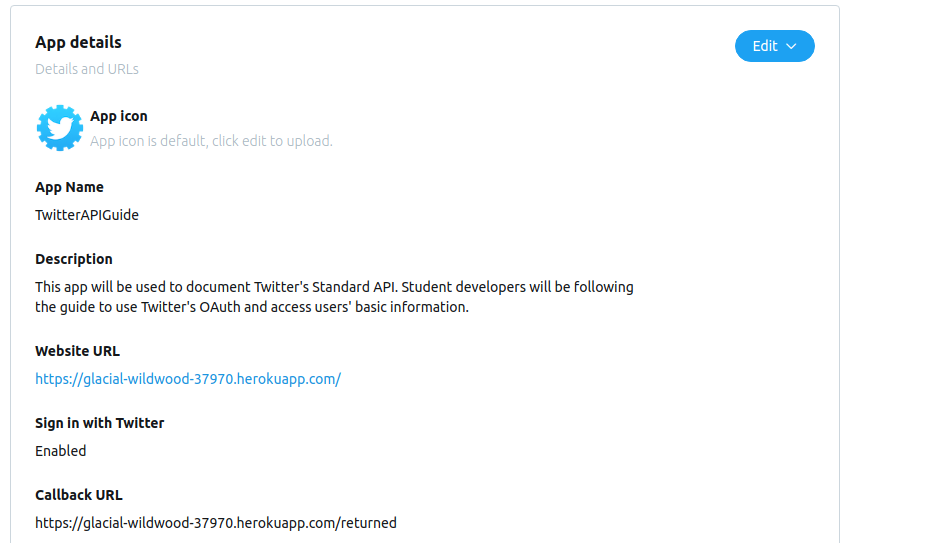 App details
Edit
Details and URLs
App icon
App icon is default, click edit to upload.
App Name
TwitterAPIGuide
Description
This app will be used to document Twitter's Standard API. Student developers will be following
the guide to use Twitter's OAuth and access users' basic information.
Website URL
https://glacial-wildwood-37970.herokuapp.com/
Sign in with Twitter
Enabled
Callback URL
https://glacial-wildwood-37970.herokuapp.com/returned